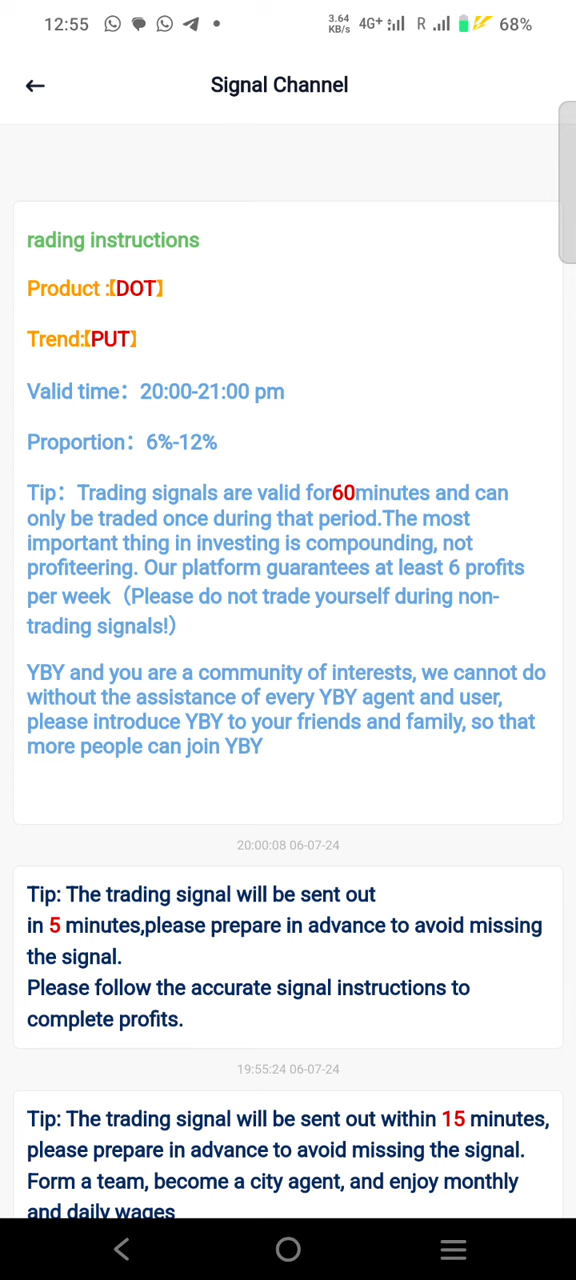 12:55
3.64 KB/s 4G+ R 68%
Signal Channel
rading instructions
Product :【DOT】
Trend:【PUT】
Valid time：20:00-21:00 pm
Proportion：6%-12%
Tip：Trading signals are valid for60minutes and can
only be traded once during that period.The most
important thing in investing is compounding, not
profiteering. Our platform guarantees at least 6 profits
per week（Please do not trade yourself during non-
trading signals!）
YBY and you are a community of interests, we cannot do
without the assistance of every YBY agent and user,
please introduce YBY to your friends and family, so that
more people can join YBY
20:00:08 06-07-24
Tip: The trading signal will be sent out
in 5 minutes,please prepare in advance to avoid missing
the signal.
Please follow the accurate signal instructions to
complete profits.
19:55:24 06-07-24
Tip: The trading signal will be sent out within 15 minutes,
please prepare in advance to avoid missing the signal.
Form a team, become a city agent, and enjoy monthly
and daily wages